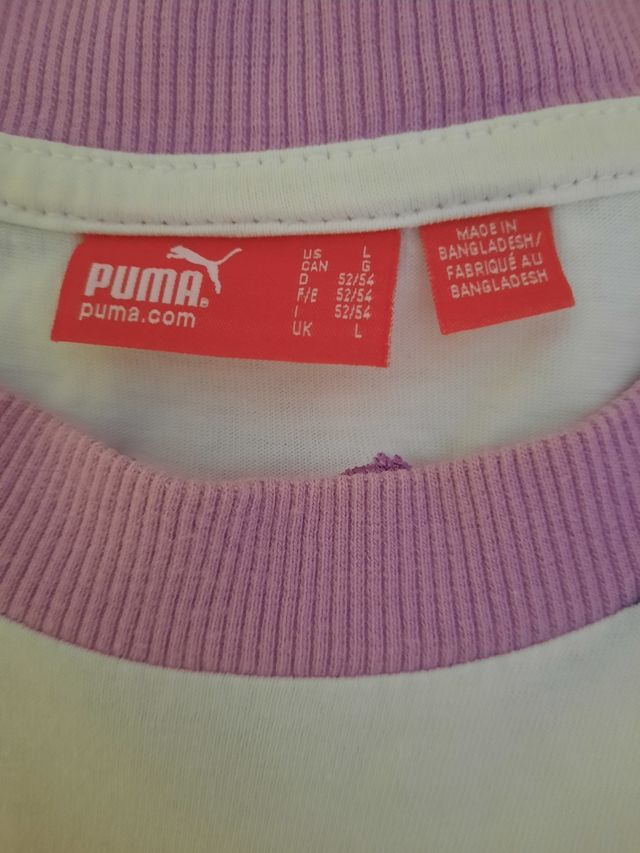 PUMA®
puma.com
US L
CAN G
D 52/54
F/E 52/54
I 52/54
UK L
MADE IN
BANGLADESH/
FABRIQUÉ AU
BANGLADESH